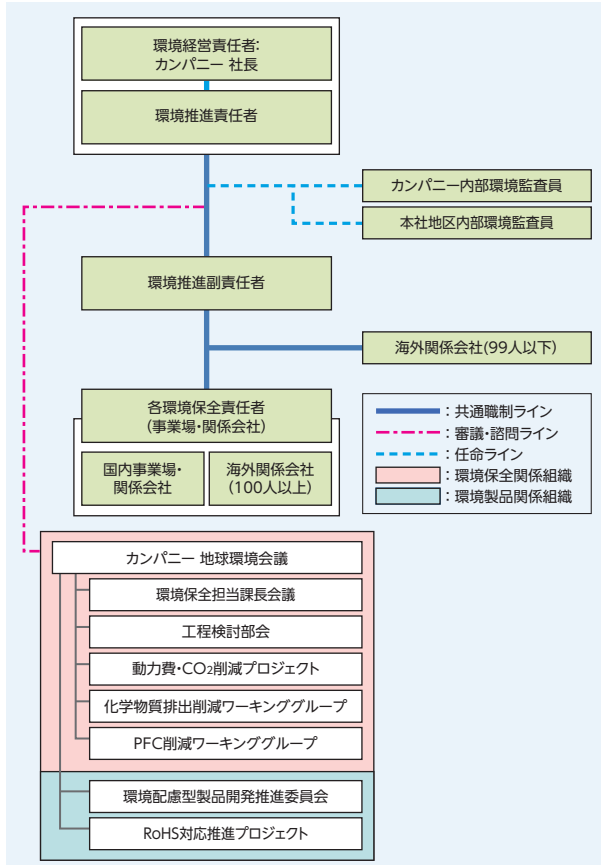 環境経営責任者:
カンパニー 社長
環境推進責任者
カンパニー内部環境監査員
本社地区内部環境監査員
環境推進副責任者
海外関係会社(99人以下)
各環境保全責任者
(事業場・関係会社)
国内事業場・
関係会社
海外関係会社
(100人以上)
：共通職制ライン
：審議・諮問ライン
：任命ライン
：環境保全関係組織
：環境製品関係組織
カンパニー 地球環境会議
環境保全担当課長会議
工程検討部会
動力費・CO2削減プロジェクト
化学物質排出削減ワーキンググループ
PFC削減ワーキンググループ
環境配慮型製品開発推進委員会
RoHS対応推進プロジェクト